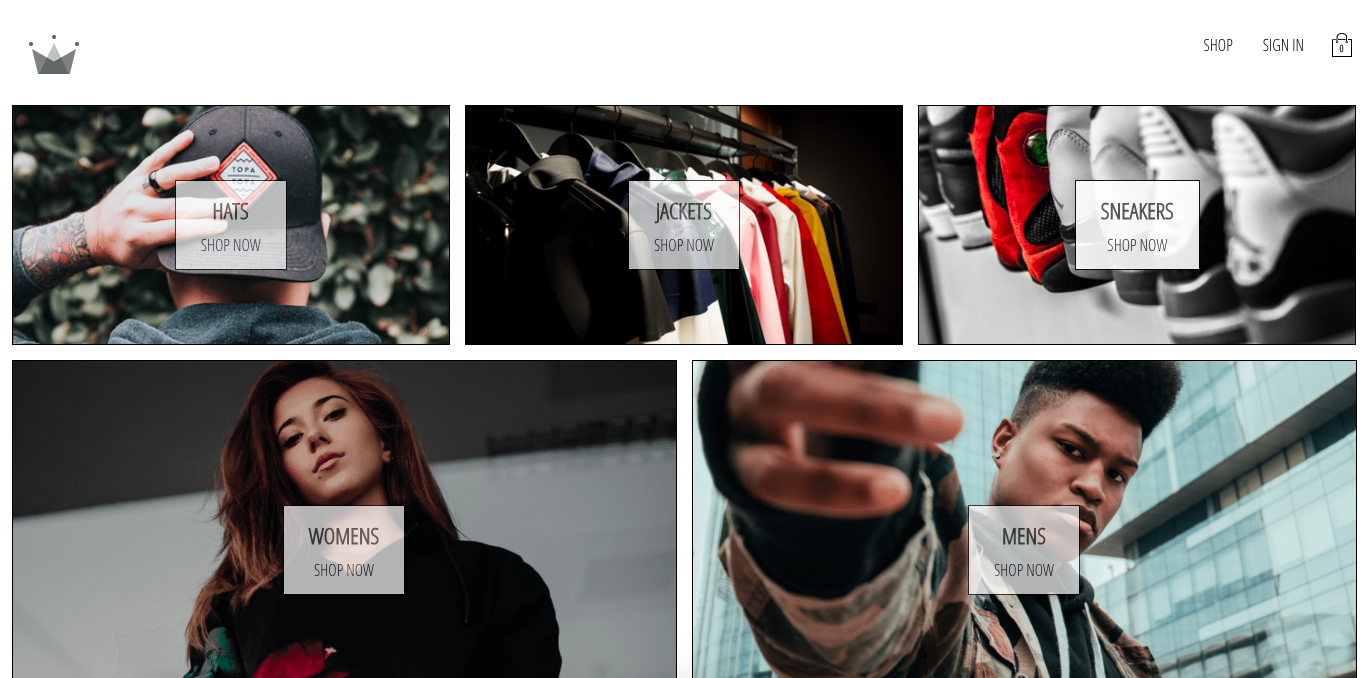 SHOP
SIGN IN
0
TOPA
TOPA
HATS
SHOP NOW
JACKETS
SHOP NOW
SNEAKERS
SHOP NOW
WOMENS
SHOP NOW
MENS
SHOP NOW